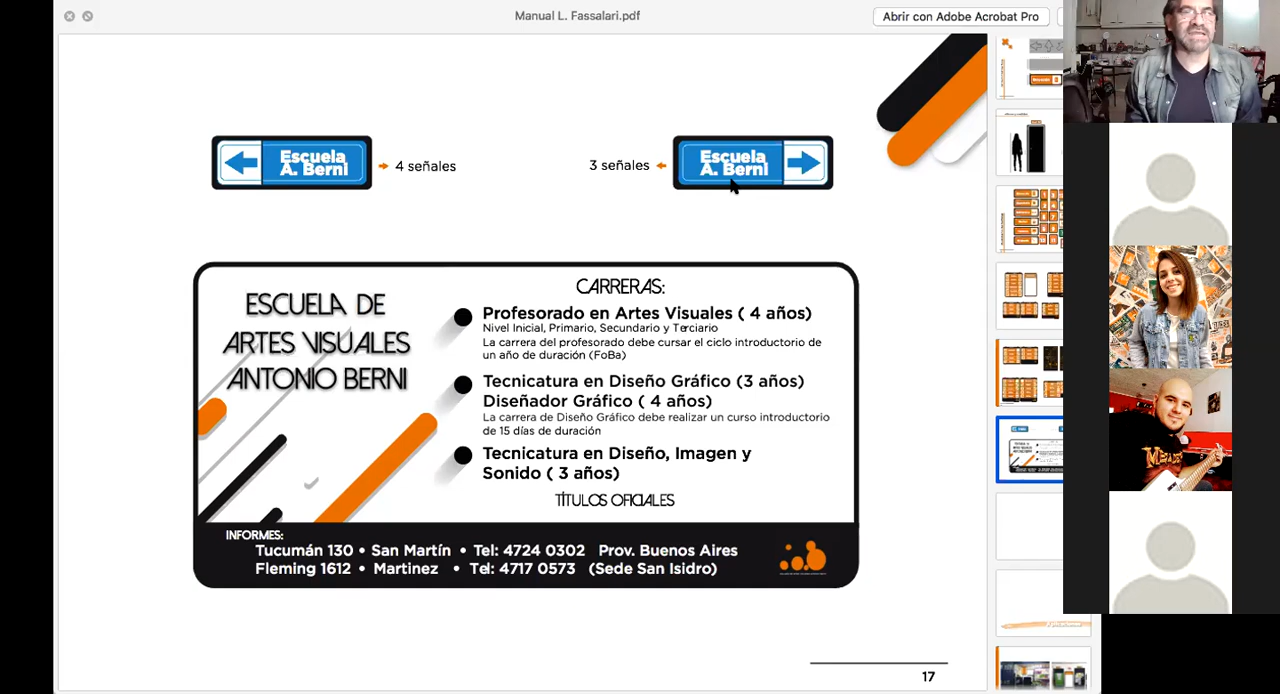 Manual L. Fassalari.pdf
Abrir con Adobe Acrobat Pro
Escuela
A. Berni
4 señales
3 señales
Escuela
A. Berni
ESCUELA DE
ARTES VISUALES
ANTONIO BERNI
CARRERAS:
Profesorado en Artes Visuales ( 4 años)
Nivel Inicial, Primario, Secundario y Terciario
La carrera del profesorado debe cursar el ciclo introductorio de
un año de duración (FoBa)
Tecnicatura en Diseño Gráfico (3 años)
Diseñador Gráfico ( 4 años)
La carrera de Diseño Gráfico debe realizar un curso introductorio
de 15 días de duración
Tecnicatura en Diseño, Imagen y
Sonido ( 3 años)
TÍTULOS OFICIALES
INFORMES:
Tucumán 130 • San Martín • Tel: 4724 0302 Prov. Buenos Aires
Fleming 1612 • Martinez • Tel: 4717 0573 (Sede San Isidro)
17